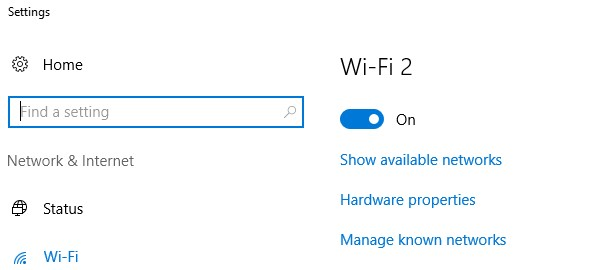 Settings
Home
Find a setting
Network & Internet
Status
Wi-Fi
Wi-Fi 2
On
Show available networks
Hardware properties
Manage known networks